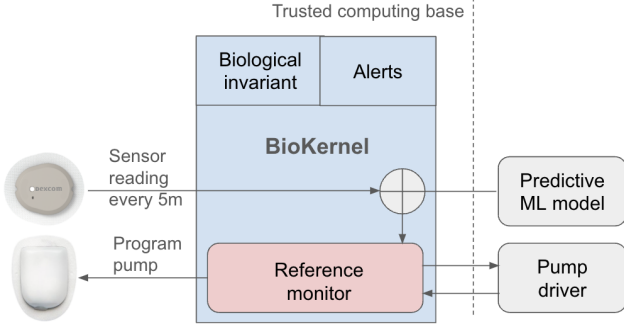 Trusted computing base
Biological
invariant
Alerts
BioKernel
Sensor
reading
every 5m
Dexcom
Predictive
ML model
Program
pump
Reference
monitor
Pump
driver